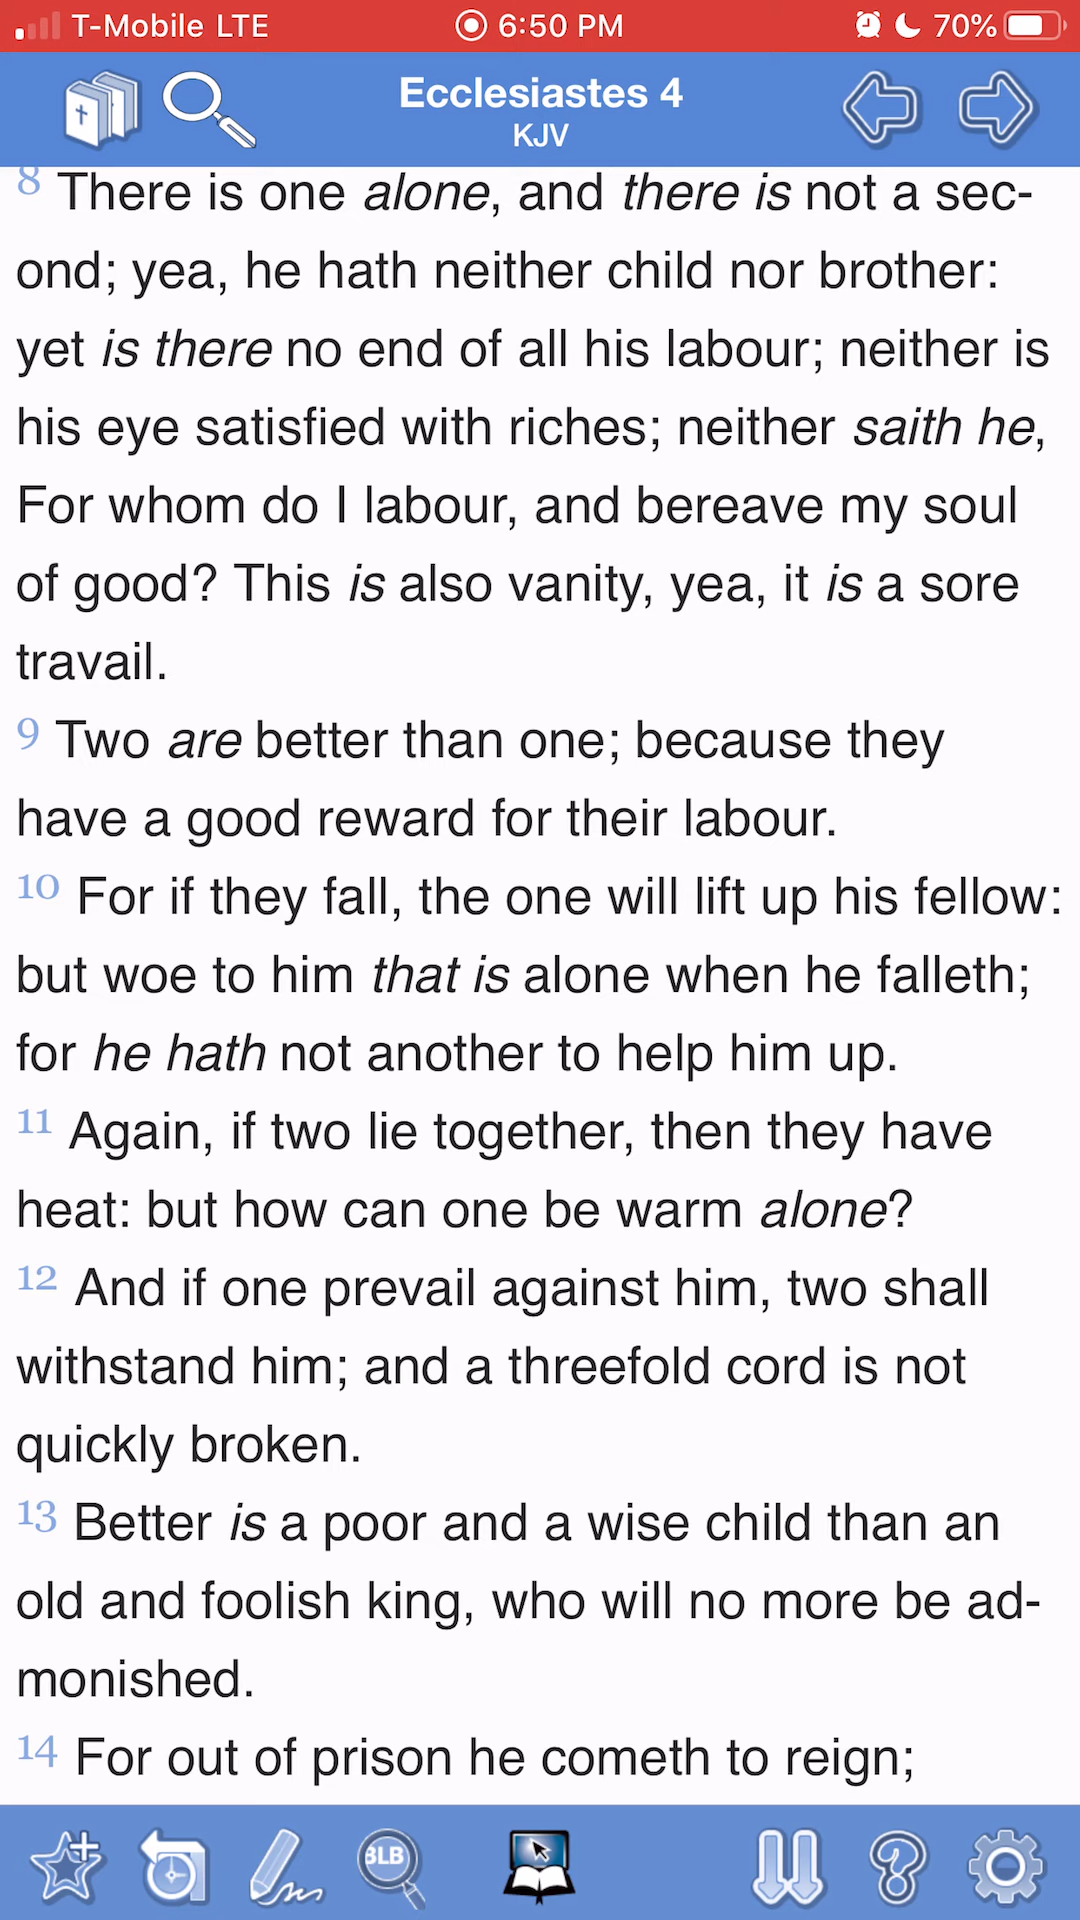 T-Mobile LTE 6:50 PM 70%
Ecclesiastes 4
KJV
8 There is one alone, and there is not a sec-
ond; yea, he hath neither child nor brother:
yet is there no end of all his labour; neither is
his eye satisfied with riches; neither saith he,
For whom do I labour, and bereave my soul
of good? This is also vanity, yea, it is a sore
travail.
9 Two are better than one; because they
have a good reward for their labour.
10 For if they fall, the one will lift up his fellow:
but woe to him that is alone when he falleth;
for he hath not another to help him up.
11 Again, if two lie together, then they have
heat: but how can one be warm alone?
12 And if one prevail against him, two shall
withstand him; and a threefold cord is not
quickly broken.
13 Better is a poor and a wise child than an
old and foolish king, who will no more be ad-
monished.
14 For out of prison he cometh to reign;
BLB